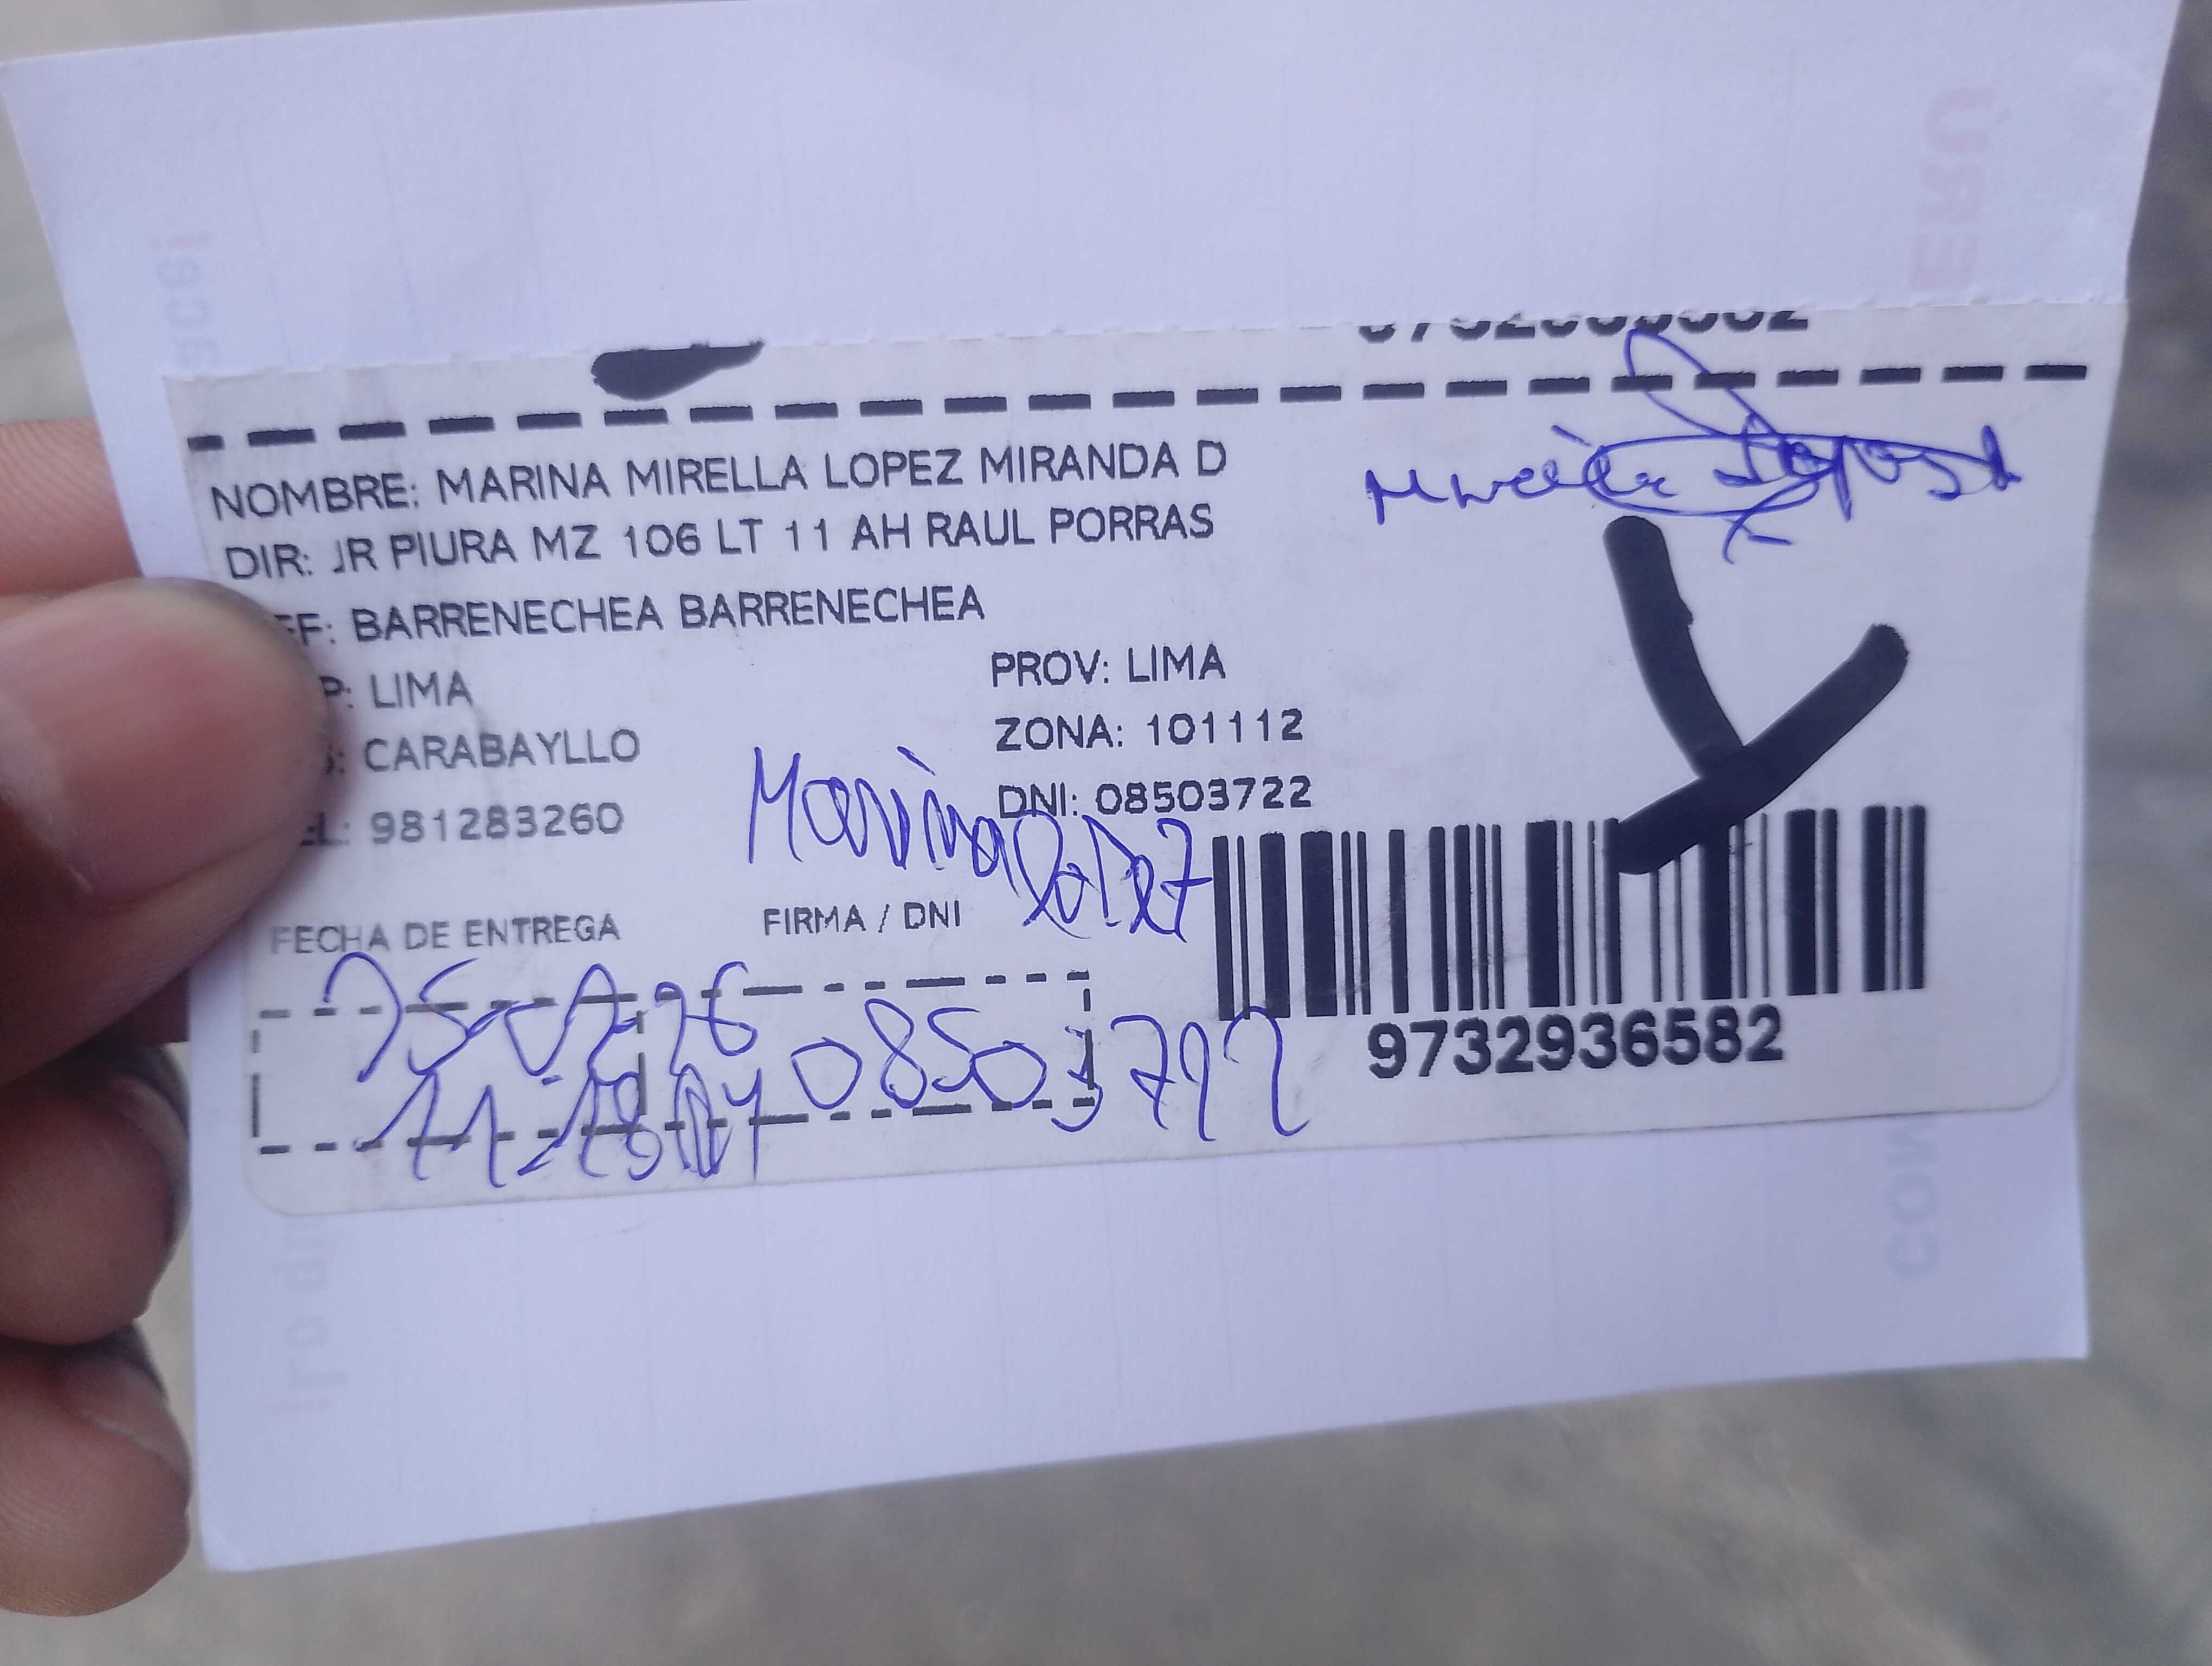 NOMBRE: MARINA MIRELLA LOPEZ MIRANDA D
DIR: JR PIURA MZ 106 LT 11 AH RAUL PORRAS
EF: BARRENECHEA BARRENECHEA
P: LIMA PROV: LIMA
: CARABAYLLO ZONA: 101112
EL: 981283260 DNI: 08503722
Marina Lopez
FECHA DE ENTREGA FIRMA / DNI
08503722
9732936582